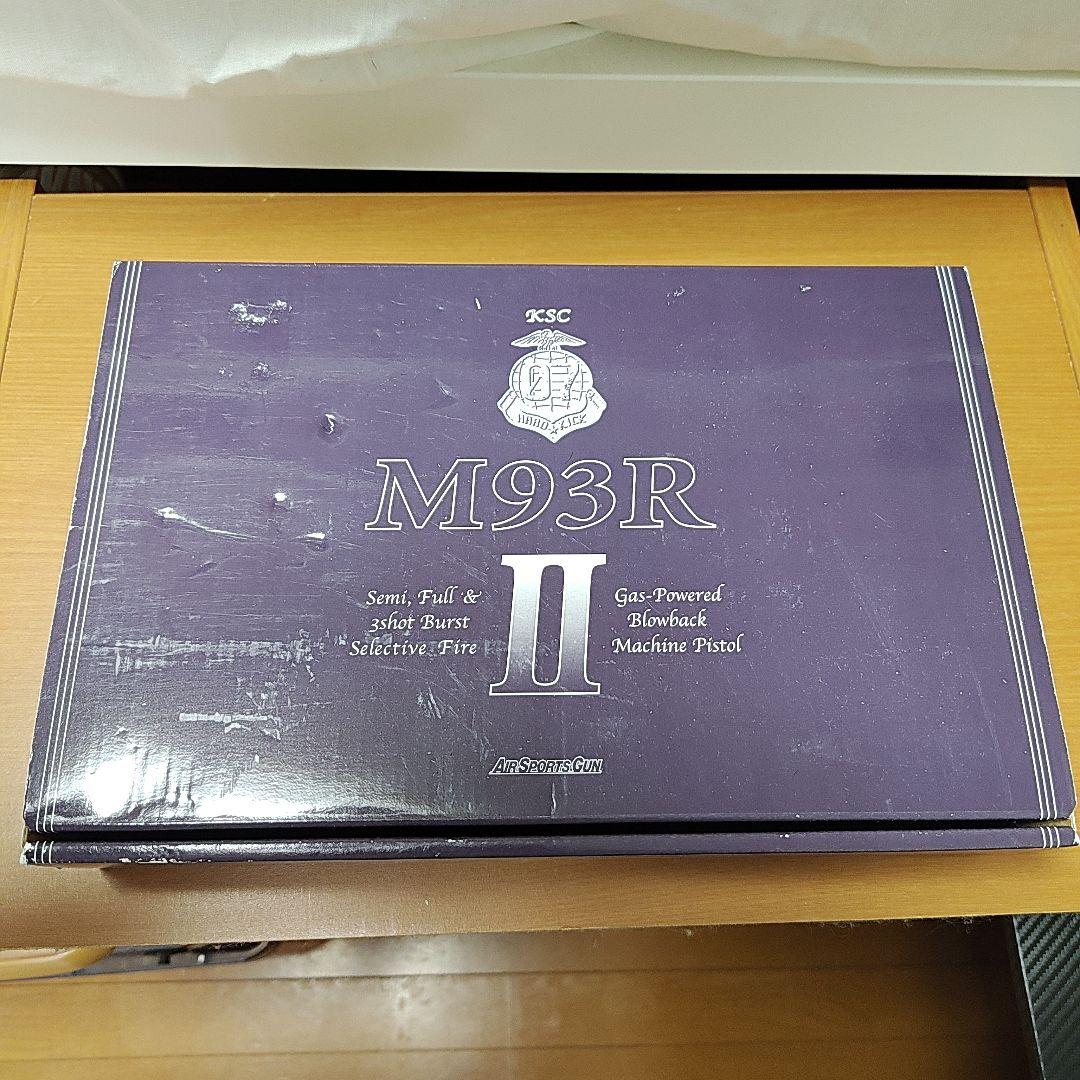 KSC
07
HARD KICK
M93R
II
Semi, Full &
3shot Burst
Selective Fire
Gas-Powered
Blowback
Machine Pistol
AIR SPORTS GUN